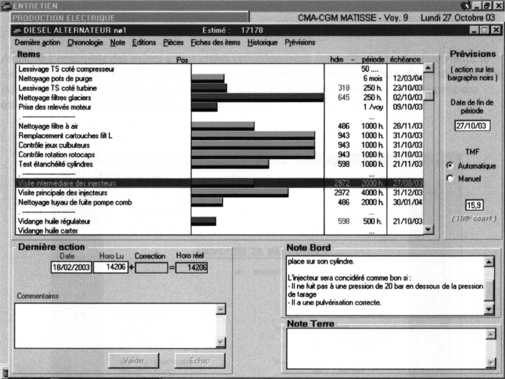 ENTRETIEN
PRODUCTION ELECTRIQUE CMA-CGM MATISSE - Voy. 9 Lundi 27 Octobre 03
DIESEL ALTERNATEUR no1 Estimé : 17178
Dernière action Chronologie Note Editions Pièces Fiches des items Historique Prévisions
Items Pos hdm - période échéance
Lessivage TS coté compresseur 50 ....
Nettoyage pots de purge 6 mois 12/03/04
Lessivage TS coté turbine 318 250 h. 23/10/03
Nettoyage filtres glaciers 645 250 h. 02/10/03
Prise des relevés moteur 1 /voy 09/10/03
...............
Nettoyage filtre à air 486 1000 h. 28/11/03
Remplacement cartouches filt L 943 1000 h. 31/10/03
Contrôle jeux culbuteurs 943 1000 h. 31/10/03
Contrôle rotation rotocaps 943 1000 h. 31/10/03
Test étanchéité cylindres 598 1000 h. 21/11/03
...............
Visite intermédiaire des injecteurs 2972 2000 h. 27/08/03
Visite principales des injecteurs 2972 4000 h. 31/12/03
Nettoyage tuyau de fuite pompe comb 486 2000 h. 30/01/04
...............
Vidange huile régulateur 598 500 h. 21/10/03
Vidange huile carter
Prévisions
( action sur les
bargraphs noirs )
Date de fin de
période
27/10/03
TMF
Automatique
Manuel
15,9
Dernière action
Date Horo Lu Correction Horo réel
18/02/2003 14206 + = 14206
Commentaires
Valider Echap
Note Bord
place sur son cylindre.
L'injecteur sera concidéré comme bon si :
- Il ne fuit pas à une pression de 20 bar en dessous de la pression
de tarage
- Il a une pulvérisation correcte.
Note Terre